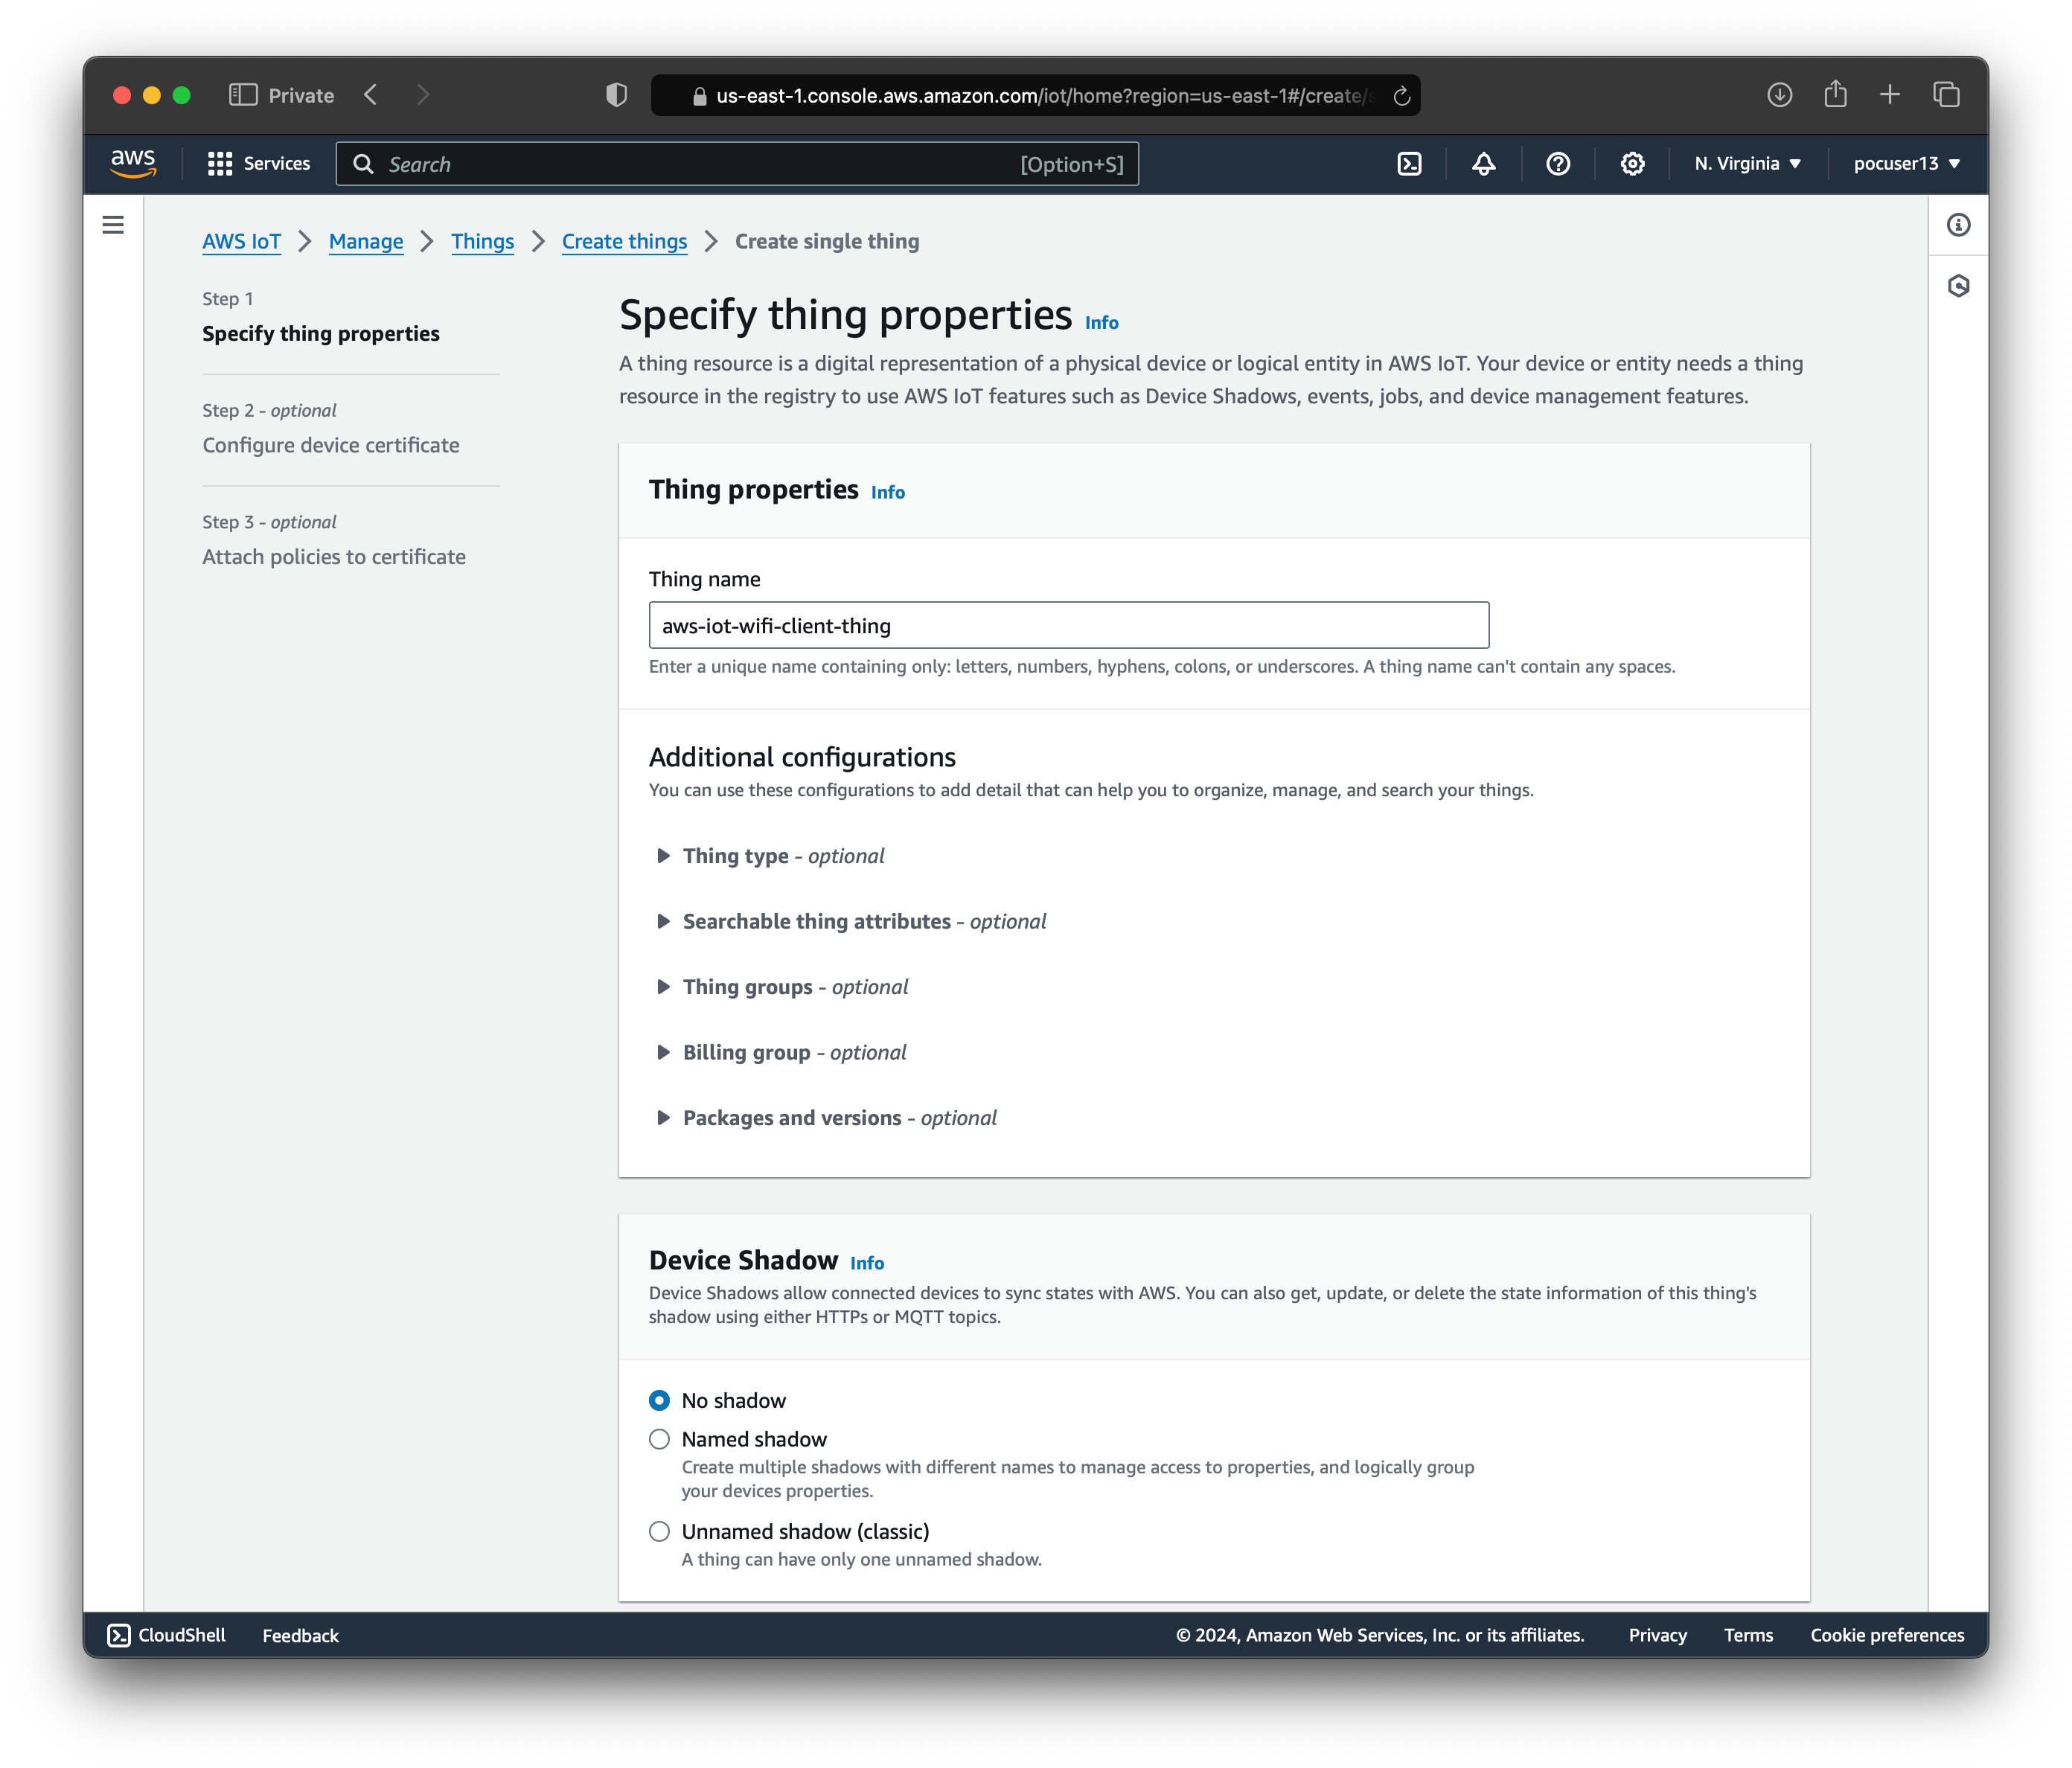 Private
us-east-1.console.aws.amazon.com/iot/home?region=us-east-1#/create/
aws
Services
Search
[Option+S]
N. Virginia
pocuser13
AWS IoT
Manage
Things
Create things
Create single thing
Step 1
Specify thing properties
Step 2 - optional
Configure device certificate
Step 3 - optional
Attach policies to certificate
Specify thing properties Info
A thing resource is a digital representation of a physical device or logical entity in AWS IoT. Your device or entity needs a thing
resource in the registry to use AWS IoT features such as Device Shadows, events, jobs, and device management features.
Thing properties Info
Thing name
aws-iot-wifi-client-thing
Enter a unique name containing only: letters, numbers, hyphens, colons, or underscores. A thing name can't contain any spaces.
Additional configurations
You can use these configurations to add detail that can help you to organize, manage, and search your things.
Thing type - optional
Searchable thing attributes - optional
Thing groups - optional
Billing group - optional
Packages and versions - optional
Device Shadow Info
Device Shadows allow connected devices to sync states with AWS. You can also get, update, or delete the state information of this thing's
shadow using either HTTPs or MQTT topics.
No shadow
Named shadow
Create multiple shadows with different names to manage access to properties, and logically group
your devices properties.
Unnamed shadow (classic)
A thing can have only one unnamed shadow.
CloudShell
Feedback
© 2024, Amazon Web Services, Inc. or its affiliates.
Privacy
Terms
Cookie preferences